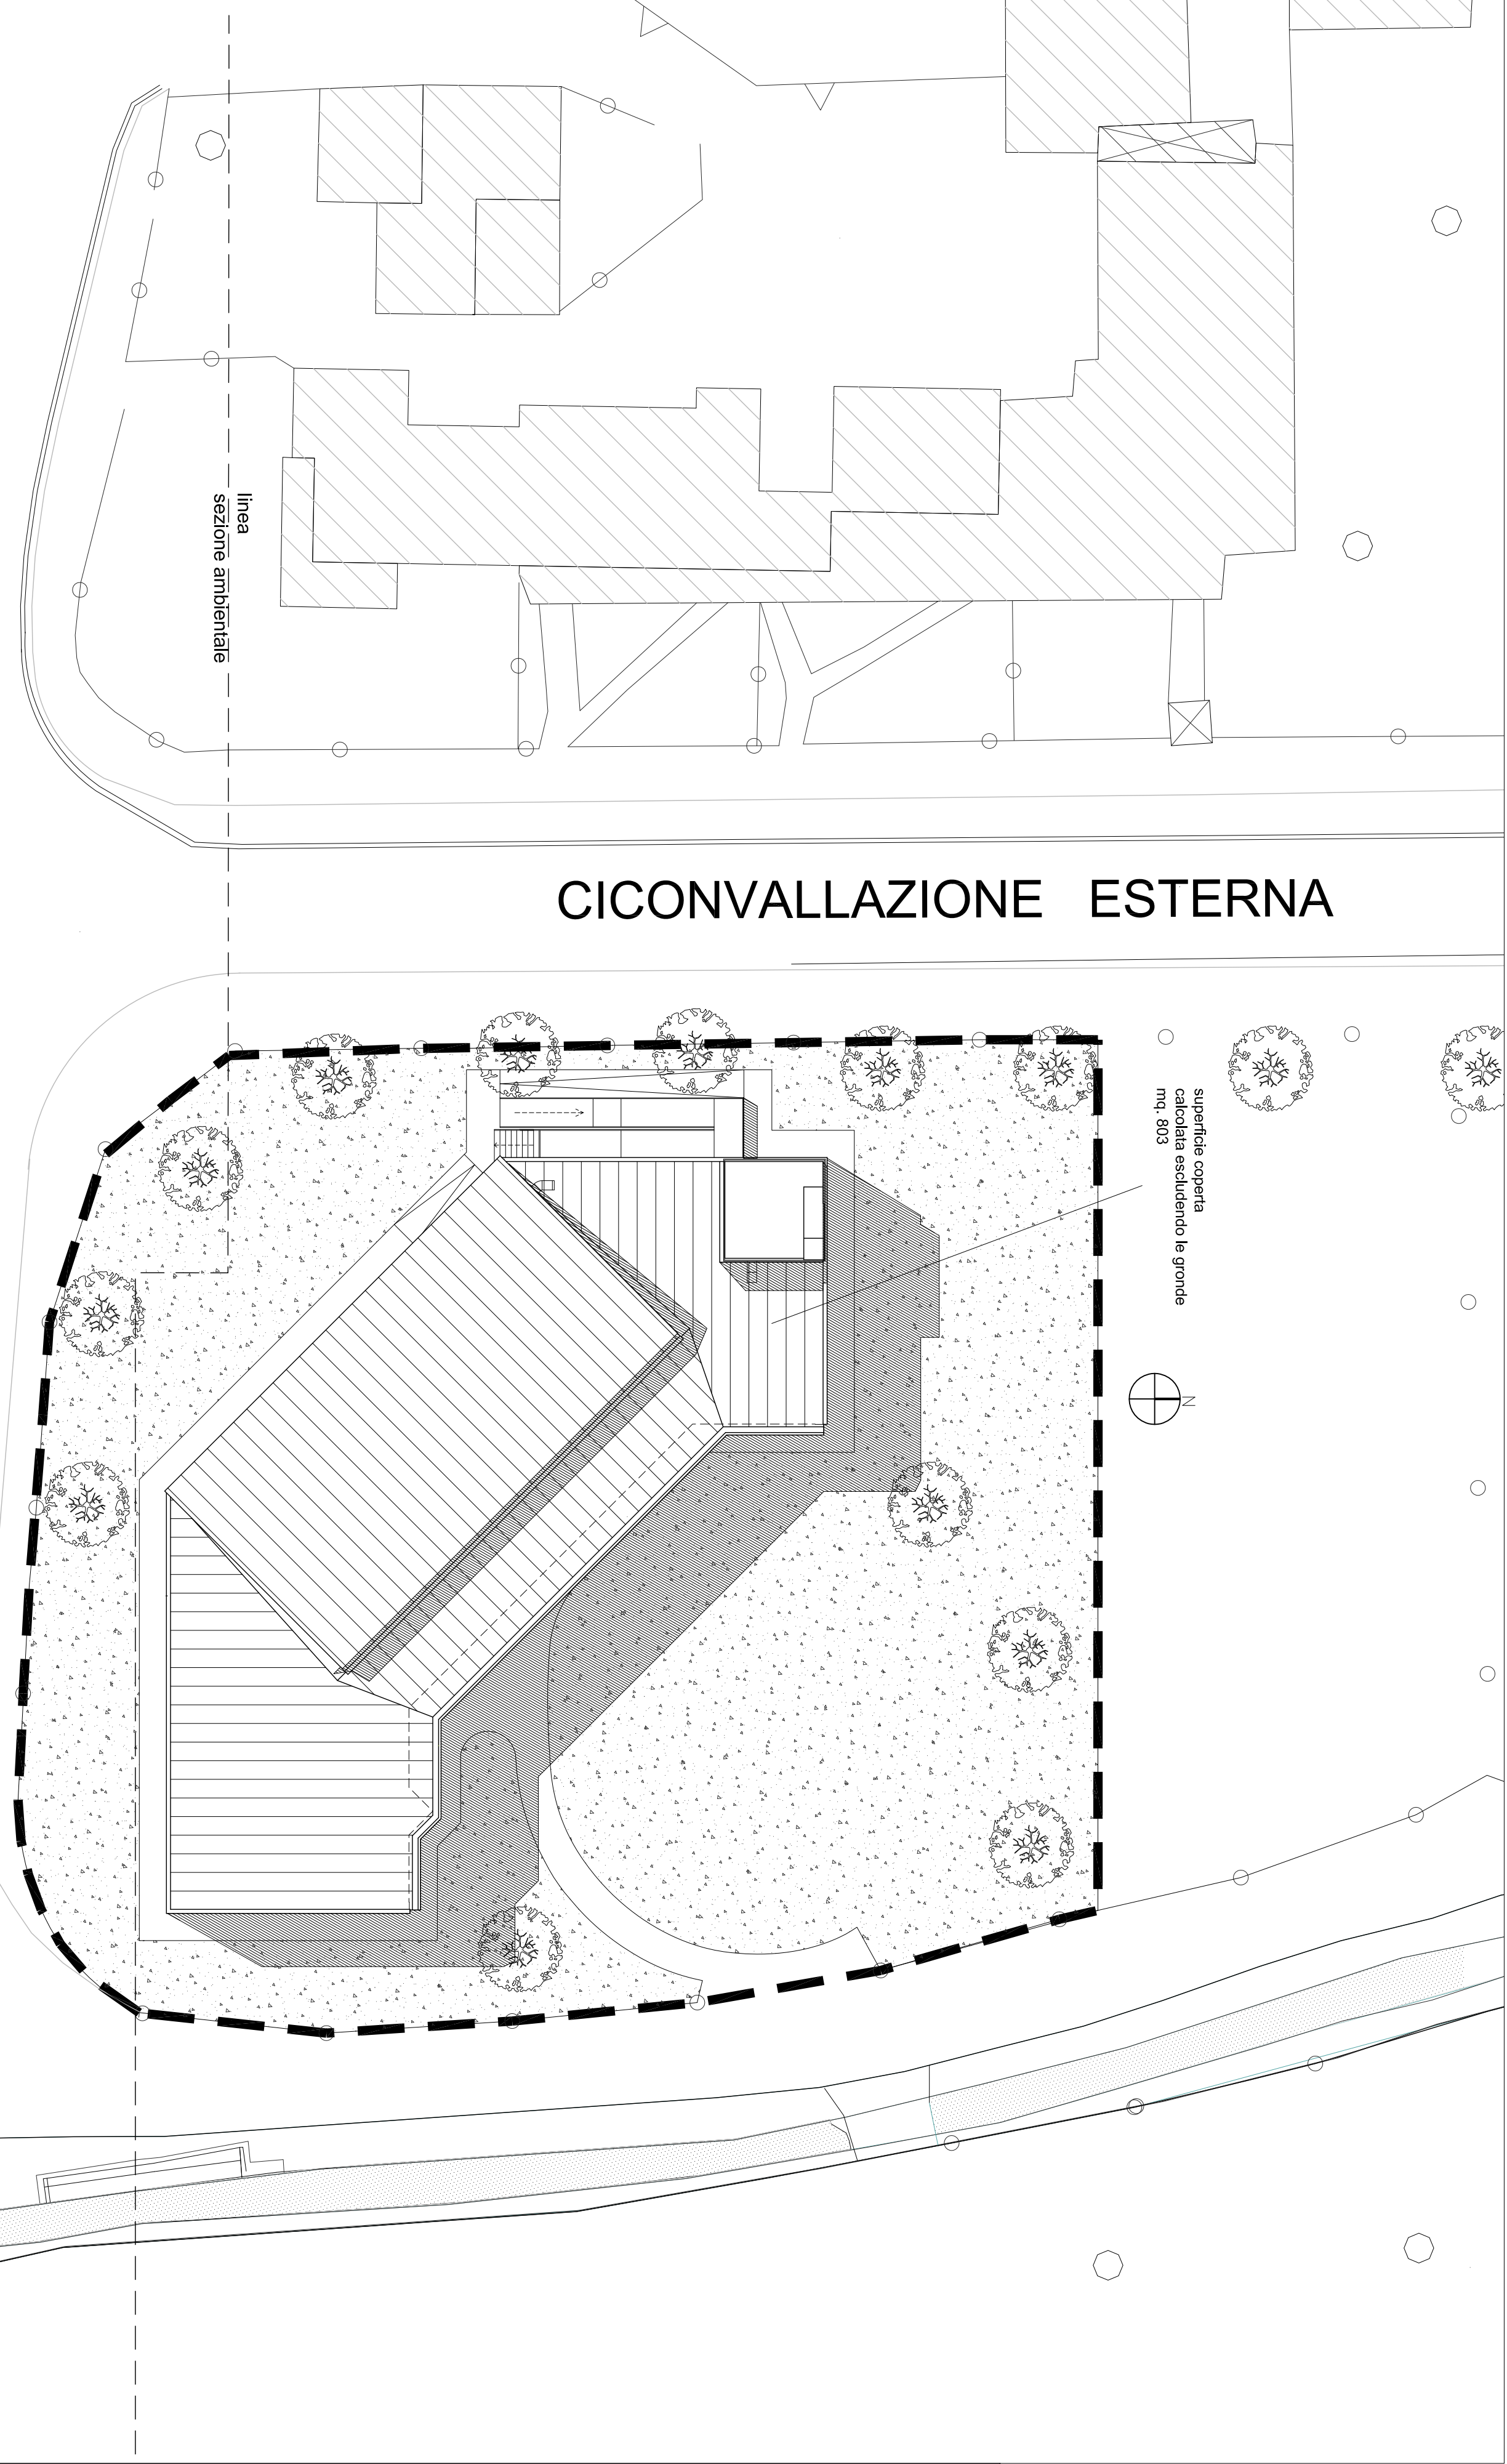 linea
sezione ambientale
CICONVALLAZIONE ESTERNA
superficie coperta
calcolata escludendo le gronde
mq. 803
N